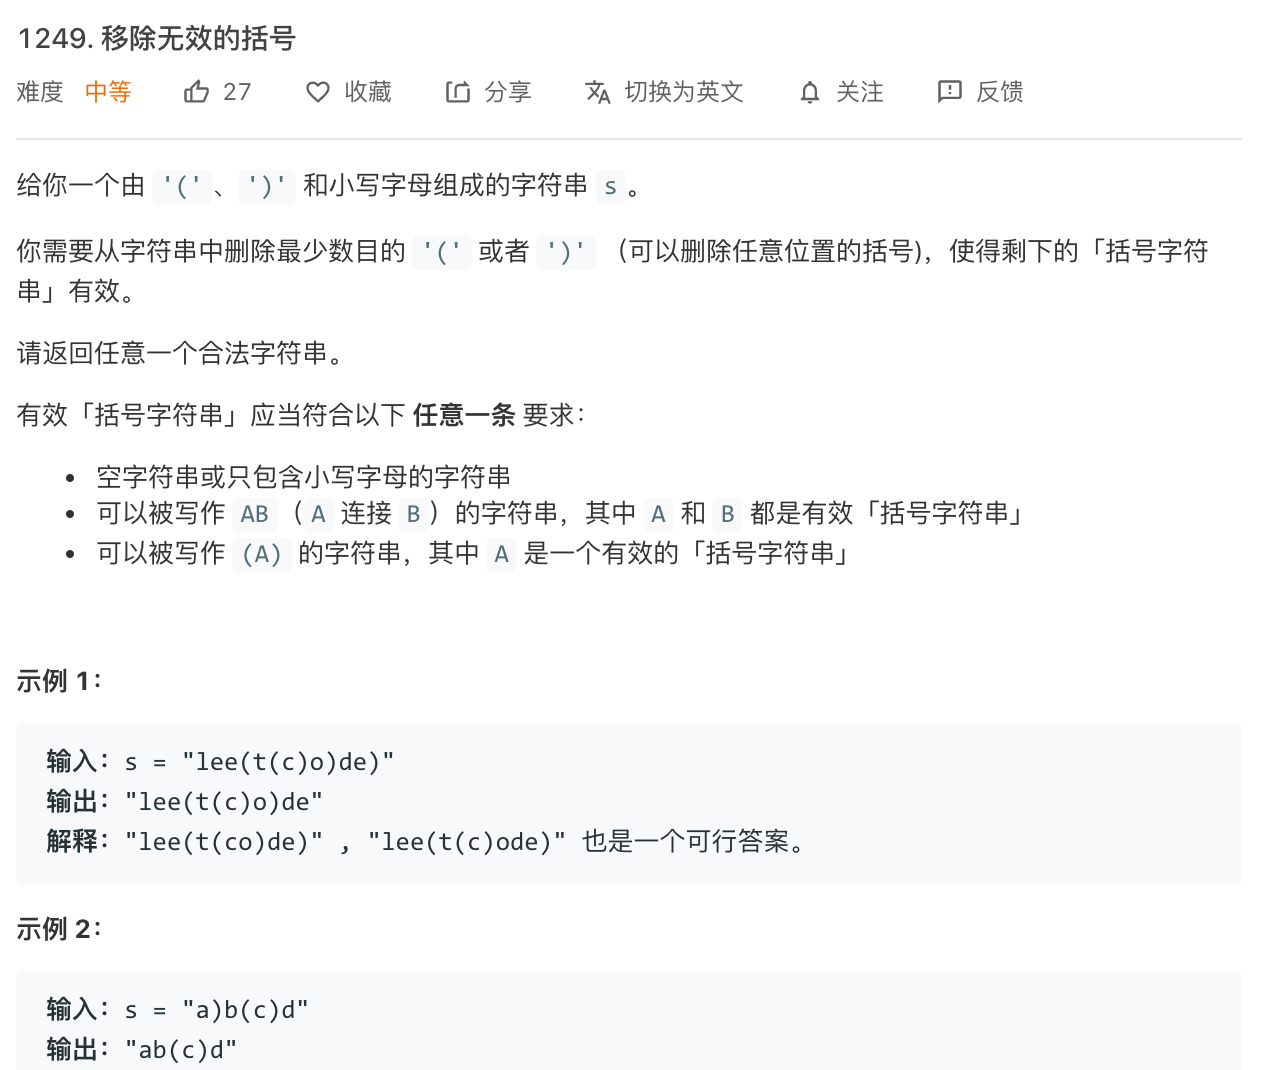 1249. 移除无效的括号
难度 中等 27 收藏 分享 切换为英文 关注 反馈
给你一个由 '('、')' 和小写字母组成的字符串 s。
你需要从字符串中删除最少数目的 '(' 或者 ')' （可以删除任意位置的括号)，使得剩下的「括号字符
串」有效。
请返回任意一个合法字符串。
有效「括号字符串」应当符合以下 任意一条 要求：
• 空字符串或只包含小写字母的字符串
• 可以被写作 AB（A 连接 B）的字符串，其中 A 和 B 都是有效「括号字符串」
• 可以被写作 (A) 的字符串，其中 A 是一个有效的「括号字符串」
示例 1：
输入：s = "lee(t(c)o)de)"
输出："lee(t(c)o)de"
解释："lee(t(co)de)" , "lee(t(c)ode)" 也是一个可行答案。
示例 2：
输入：s = "a)b(c)d"
输出："ab(c)d"